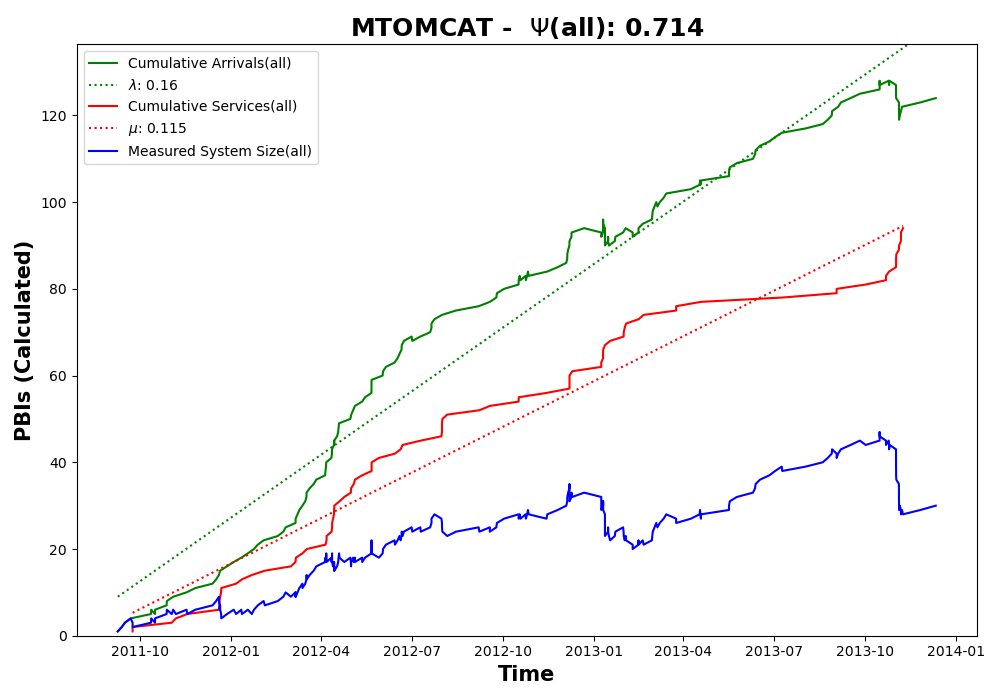 MTOMCAT -  Ψ(all): 0.714
Cumulative Arrivals(all)
λ: 0.16
Cumulative Services(all)
μ: 0.115
Measured System Size(all)
PBIs (Calculated)
120
100
80
60
40
20
0
2011-10 2012-01 2012-04 2012-07 2012-10 2013-01 2013-04 2013-07 2013-10 2014-01
Time